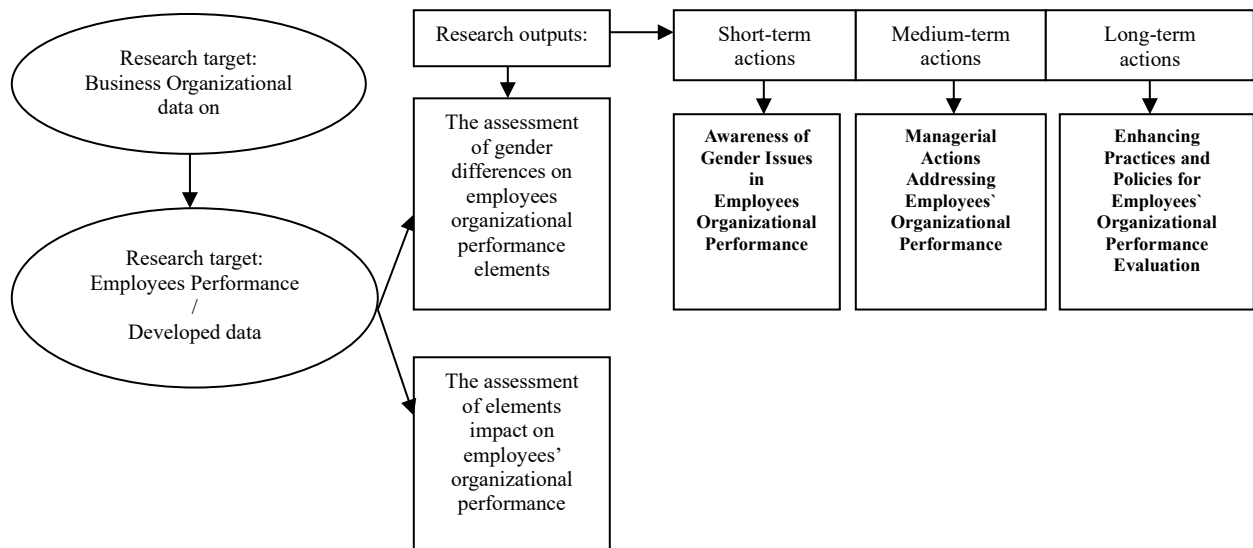 Research target:
Business Organizational
data on
Research target:
Employees Performance
/
Developed data
Research outputs:
The assessment
of gender
differences on
employees
organizational
performance
elements
The assessment
of elements
impact on
employees’
organizational
performance
Short-term
actions
Medium-term
actions
Long-term
actions
Awareness of
Gender Issues
in
Employees
Organizational
Performance
Managerial
Actions
Addressing
Employees`
Organizational
Performance
Enhancing
Practices and
Policies for
Employees`
Organizational
Performance
Evaluation